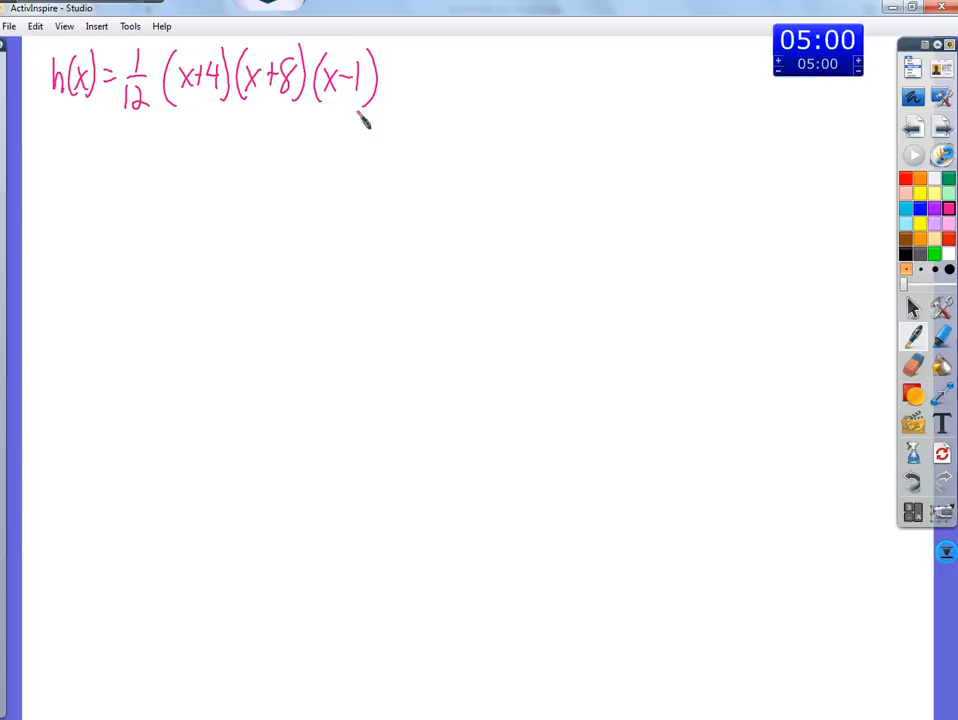 ActivInspire - Studio
File Edit View Insert Tools Help
h(x) = 1/12 (x+4)(x+8)(x-1)
05:00
05:00